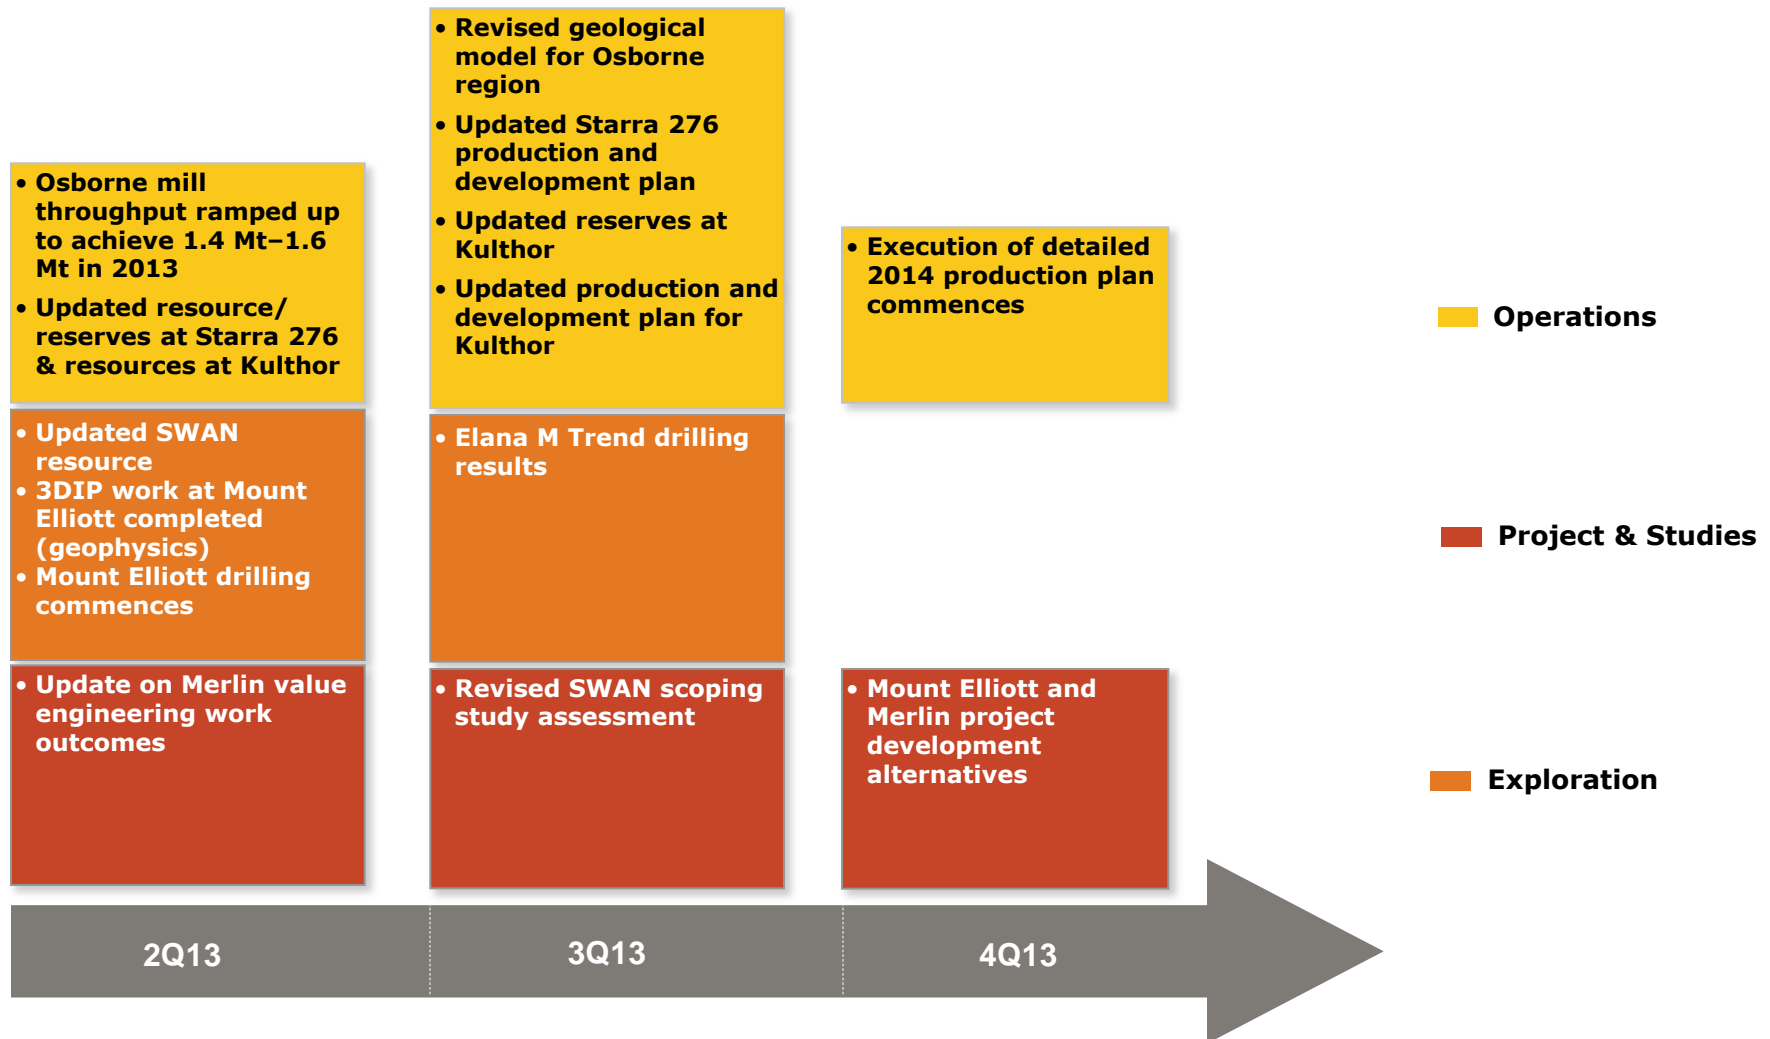 • Osborne mill
throughput ramped up
to achieve 1.4 Mt–1.6
Mt in 2013
• Updated resource/
reserves at Starra 276
& resources at Kulthor
• Updated SWAN
resource
• 3DIP work at Mount
Elliott completed
(geophysics)
• Mount Elliott drilling
commences
• Update on Merlin value
engineering work
outcomes
• Revised geological
model for Osborne
region
• Updated Starra 276
production and
development plan
• Updated reserves at
Kulthor
• Updated production and
development plan for
Kulthor
• Elana M Trend drilling
results
• Revised SWAN scoping
study assessment
• Execution of detailed
2014 production plan
commences
• Mount Elliott and
Merlin project
development
alternatives
Operations
Project & Studies
Exploration
2Q13
3Q13
4Q13